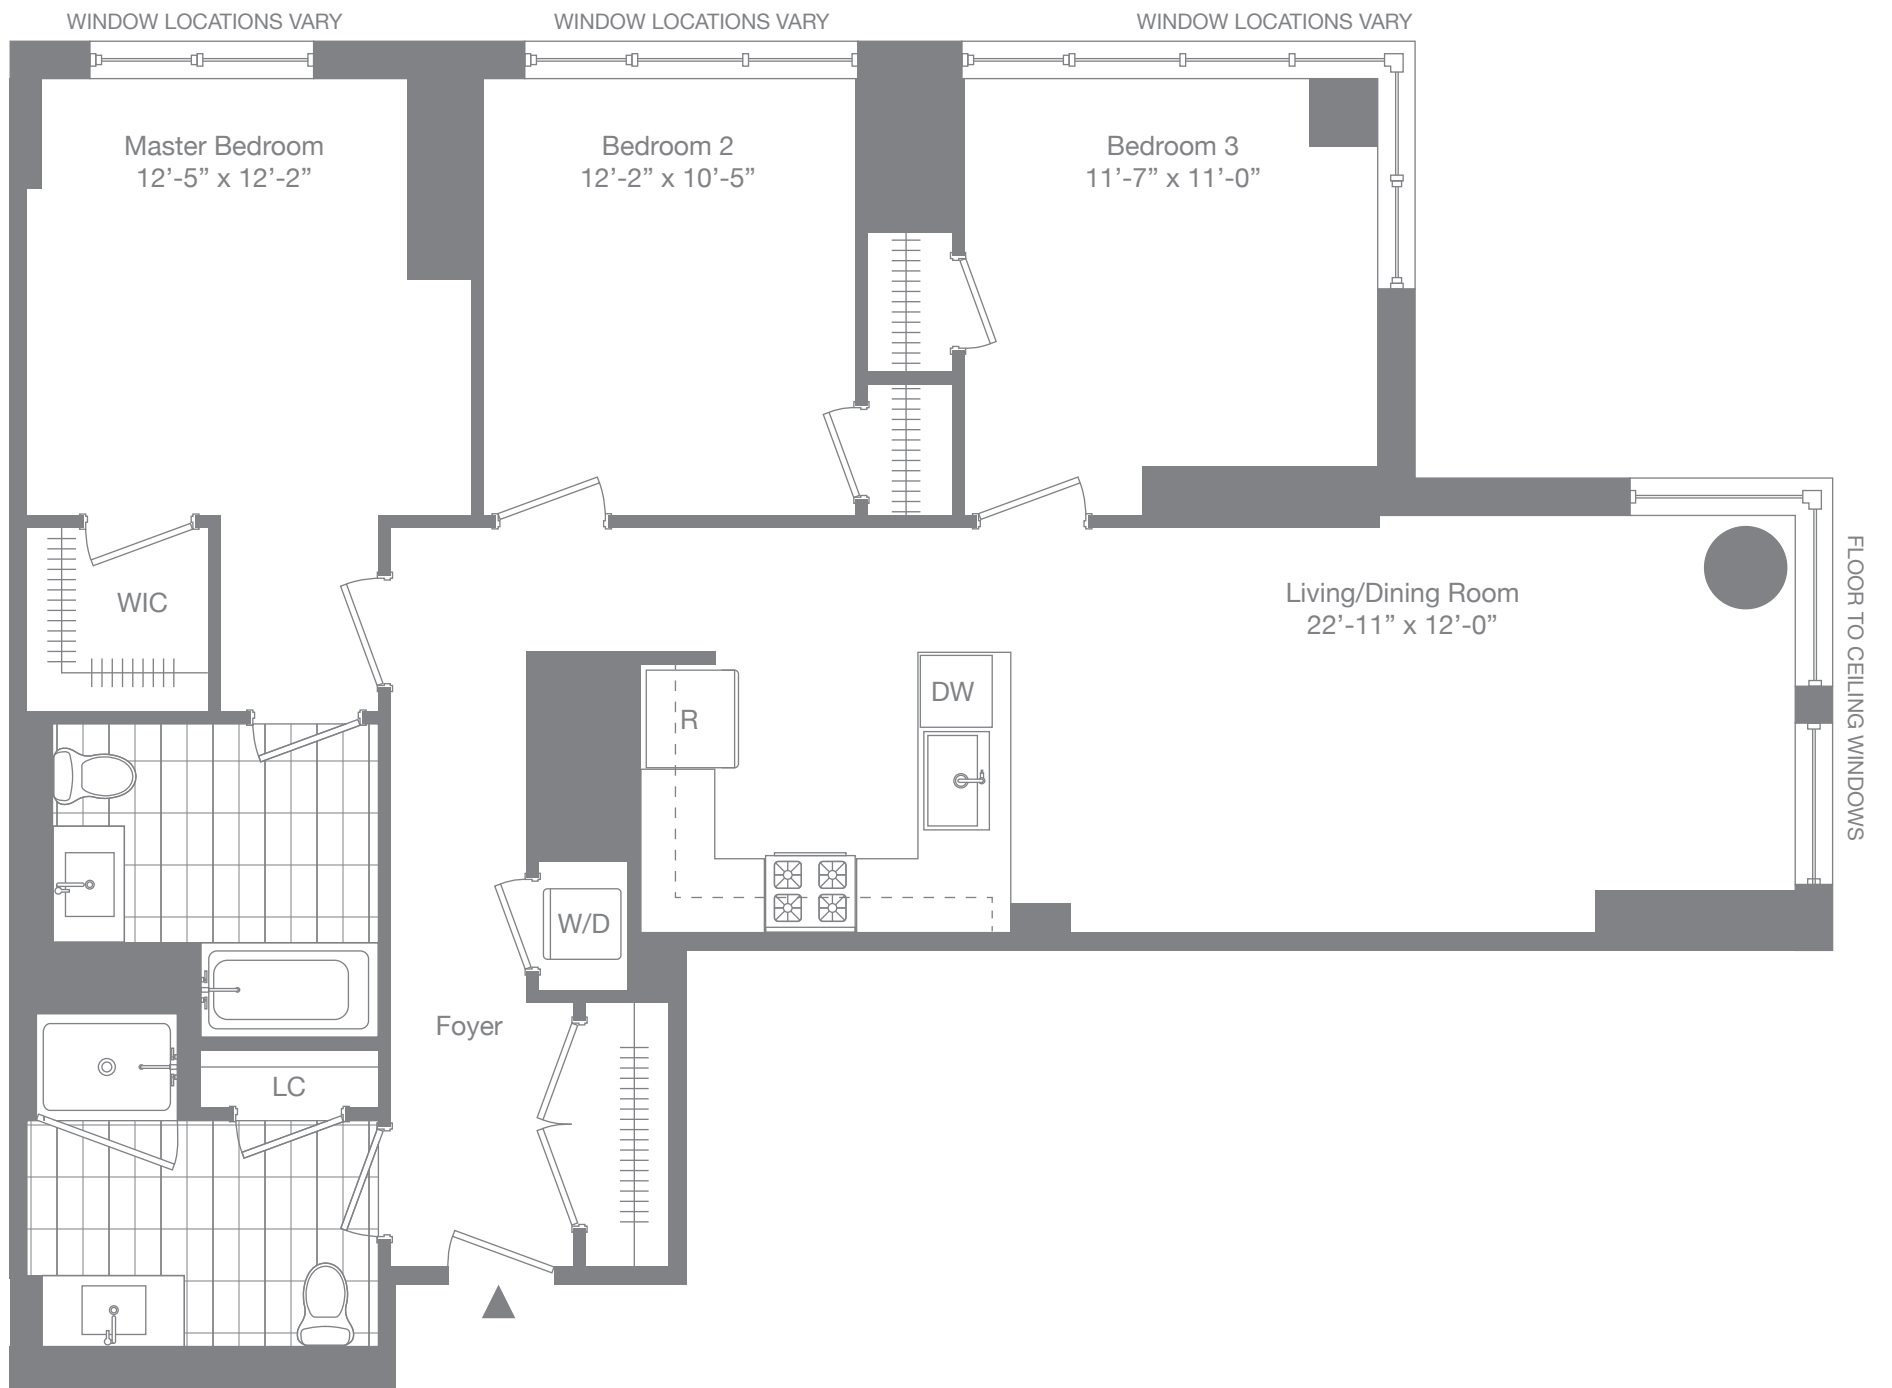 WINDOW LOCATIONS VARY
WINDOW LOCATIONS VARY
WINDOW LOCATIONS VARY
Master Bedroom
12’-5” x 12’-2”
Bedroom 2
12’-2” x 10’-5”
Bedroom 3
11’-7” x 11’-0”
WIC
Living/Dining Room
22’-11” x 12’-0”
FLOOR TO CEILING WINDOWS
R
DW
W/D
Foyer
LC